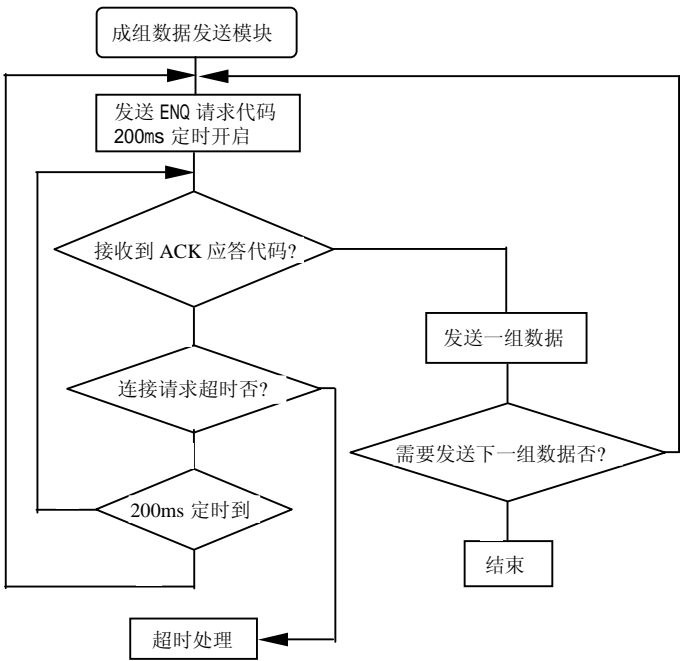 成组数据发送模块
发送 ENQ 请求代码
200ms 定时开启
接收到 ACK 应答代码?
发送一组数据
连接请求超时否?
需要发送下一组数据否?
200ms 定时到
结束
超时处理